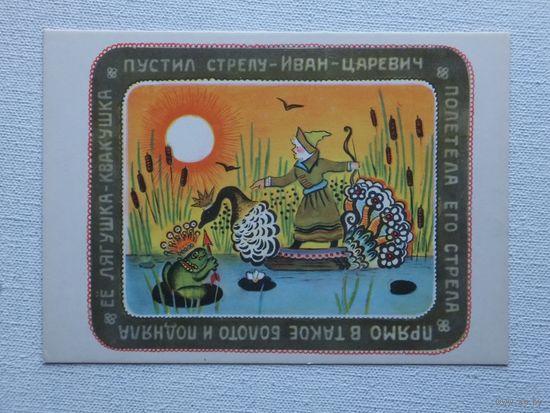 ПУСТИЛ СТРЕЛУ-ИВАН-ЦАРЕВИЧ
ПОЛЕТЕЛА ЕГО СТРЕЛА
ПРЯМО В ТАКОЕ БОЛОТО И ПОДНЯЛА
ЕЁ ЛЯГУШКА-КВАКУШКА